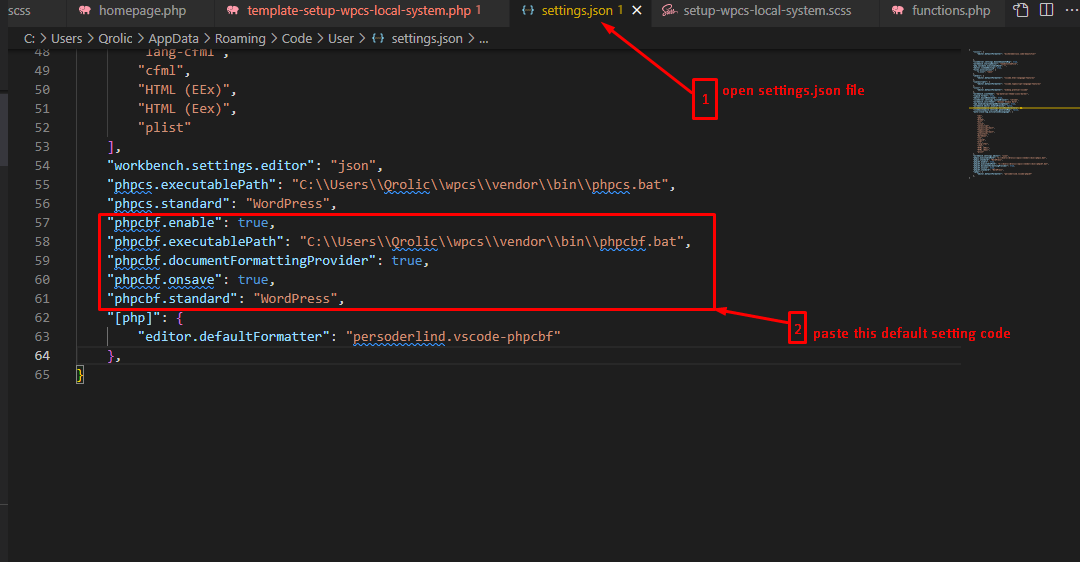 scss homepage.php template-setup-wpcs-local-system.php 1 settings.json 1 setup-wpcs-local-system.scss functions.php
C: > Users > Qrolic > AppData > Roaming > Code > User > settings.json > ...
48 "lang-cfml",
49 "cfml",
50 "HTML (EEx)",
51 "HTML (Eex)",
52 "plist"
53 ],
54 "workbench.settings.editor": "json",
55 "phpcs.executablePath": "C:\\Users\\Qrolic\\wpcs\\vendor\\bin\\phpcs.bat",
56 "phpcs.standard": "WordPress",
57 "phpcbf.enable": true,
58 "phpcbf.executablePath": "C:\\Users\\Qrolic\\wpcs\\vendor\\bin\\phpcbf.bat",
59 "phpcbf.documentFormattingProvider": true,
60 "phpcbf.onsave": true,
61 "phpcbf.standard": "WordPress",
62 "[php]": {
63 "editor.defaultFormatter": "persoderlind.vscode-phpcbf"
64 },
65 }
1 open settings.json file
2 paste this default setting code